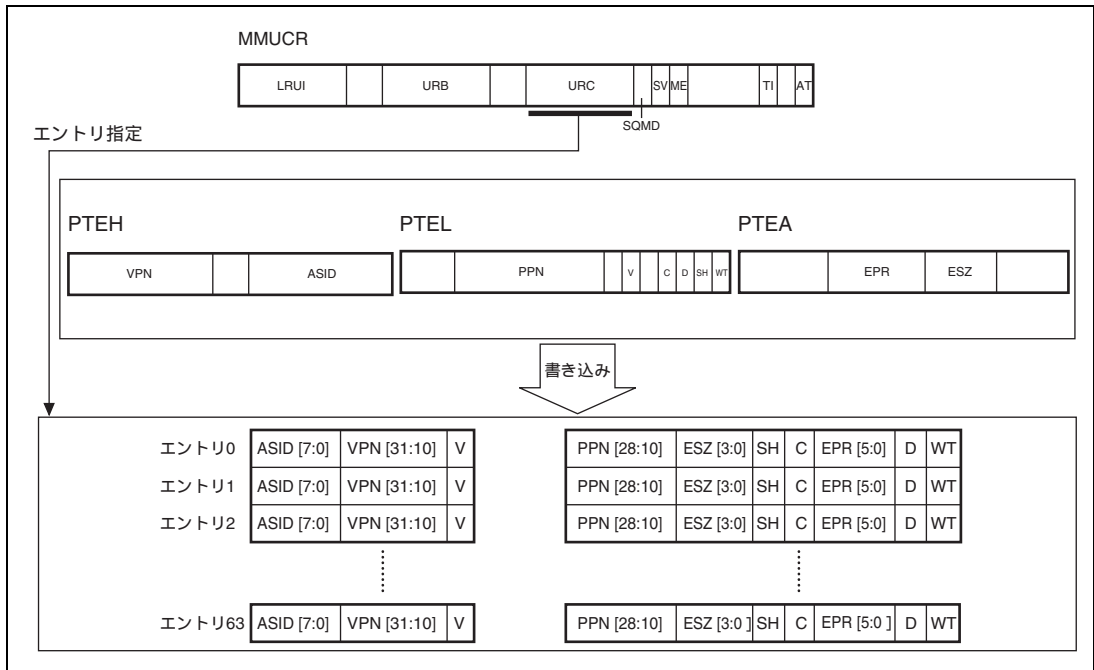 MMUCR
LRUI URB URC SV ME TI AT
SQMD
エントリ指定
PTEH PTEL PTEA
VPN ASID PPN V C D SH WT EPR ESZ
書き込み
エントリ0 ASID [7:0] VPN [31:10] V PPN [28:10] ESZ [3:0] SH C EPR [5:0] D WT
エントリ1 ASID [7:0] VPN [31:10] V PPN [28:10] ESZ [3:0] SH C EPR [5:0] D WT
エントリ2 ASID [7:0] VPN [31:10] V PPN [28:10] ESZ [3:0] SH C EPR [5:0] D WT
エントリ63 ASID [7:0] VPN [31:10] V PPN [28:10] ESZ [3:0 ] SH C EPR [5:0 ] D WT